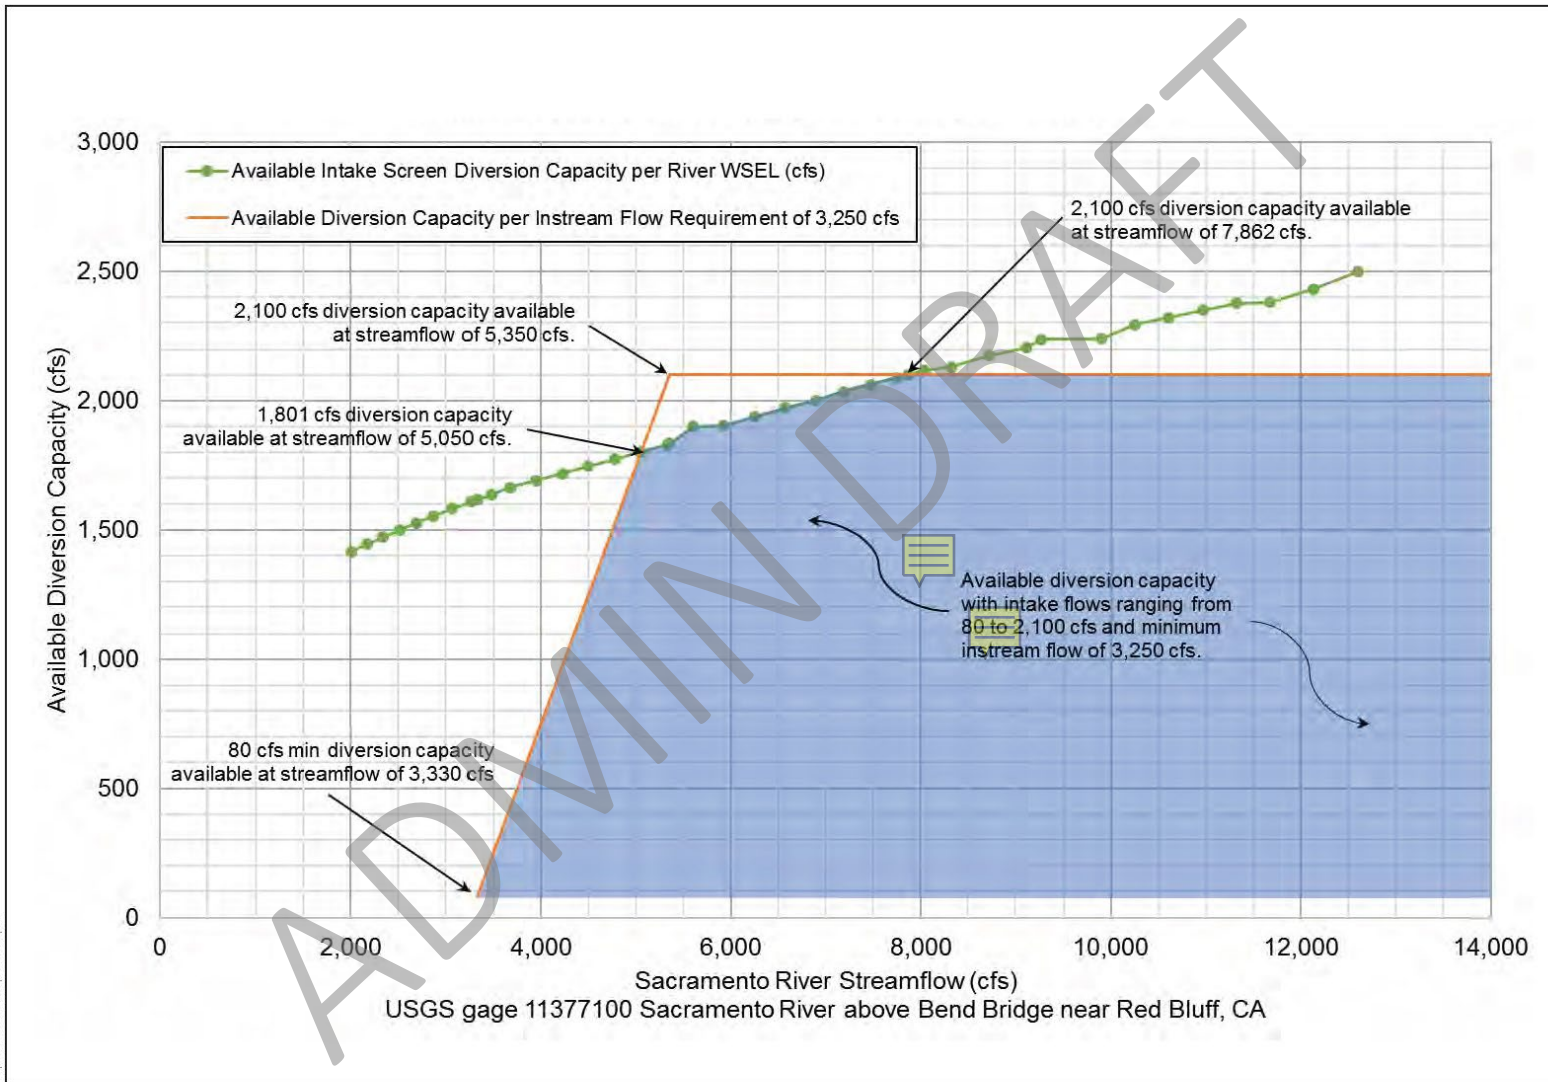 3,000
2,500
2,000
1,500
1,000
500
0
Available Diversion Capacity (cfs)
Available Intake Screen Diversion Capacity per River WSEL (cfs)
Available Diversion Capacity per Instream Flow Requirement of 3,250 cfs
2,100 cfs diversion capacity available
at streamflow of 7,862 cfs.
2,100 cfs diversion capacity available
at streamflow of 5,350 cfs.
1,801 cfs diversion capacity
available at streamflow of 5,050 cfs.
Available diversion capacity
with intake flows ranging from
80 to 2,100 cfs and minimum
instream flow of 3,250 cfs.
80 cfs min diversion capacity
available at streamflow of 3,330 cfs
0 2,000 4,000 6,000 8,000 10,000 12,000 14,000
Sacramento River Streamflow (cfs)
USGS gage 11377100 Sacramento River above Bend Bridge near Red Bluff, CA
ADMIN DRAFT